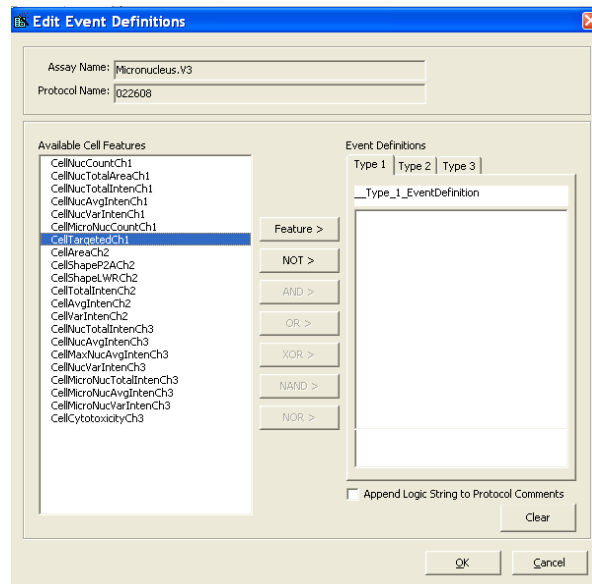 Edit Event Definitions
Assay Name: Micronucleus.V3
Protocol Name: 022608
Available Cell Features
CellNucCountCh1
CellNucTotalAreaCh1
CellNucTotalIntenCh1
CellNucAvgIntenCh1
CellNucVarIntenCh1
CellMicroNucCountCh1
CellTargetedCh1
CellAreaCh2
CellShapeP2ACh2
CellShapeLWRCh2
CellTotalIntenCh2
CellAvgIntenCh2
CellVarIntenCh2
CellNucTotalIntenCh3
CellNucAvgIntenCh3
CellMaxNucAvgIntenCh3
CellNucVarIntenCh3
CellMicroNucTotalIntenCh3
CellMicroNucAvgIntenCh3
CellMicroNucVarIntenCh3
CellCytotoxicityCh3
Feature >
NOT >
AND >
OR >
XOR >
NAND >
NOR >
Event Definitions
Type 1 Type 2 Type 3
__Type_1_EventDefinition
Append Logic String to Protocol Comments
Clear
OK Cancel